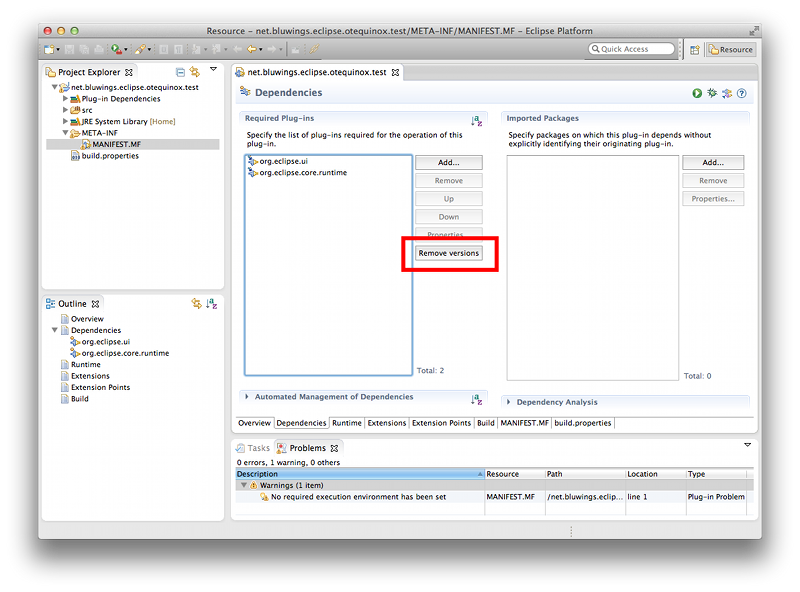 Resource - net.bluwings.eclipse.otequinox.test/META-INF/MANIFEST.MF - Eclipse Platform
Quick Access
Resource
Project Explorer
net.bluwings.eclipse.otequinox.test
Plug-in Dependencies
src
JRE System Library [Home]
META-INF
MANIFEST.MF
build.properties
Outline
Overview
Dependencies
org.eclipse.ui
org.eclipse.core.runtime
Runtime
Extensions
Extension Points
Build
net.bluwings.eclipse.otequinox.test
Dependencies
Required Plug-ins
Specify the list of plug-ins required for the operation of this
plug-in.
org.eclipse.ui
org.eclipse.core.runtime
Add...
Remove
Up
Down
Properties...
Remove versions
Total: 2
Imported Packages
Specify packages on which this plug-in depends without
explicitly identifying their originating plug-in.
Add...
Remove
Properties...
Total: 0
Automated Management of Dependencies
Dependency Analysis
Overview Dependencies Runtime Extensions Extension Points Build MANIFEST.MF build.properties
Tasks Problems
0 errors, 1 warning, 0 others
Description Resource Path Location Type
Warnings (1 item)
No required execution environment has been set MANIFEST.MF /net.bluwings.eclip... line 1 Plug-in Problem